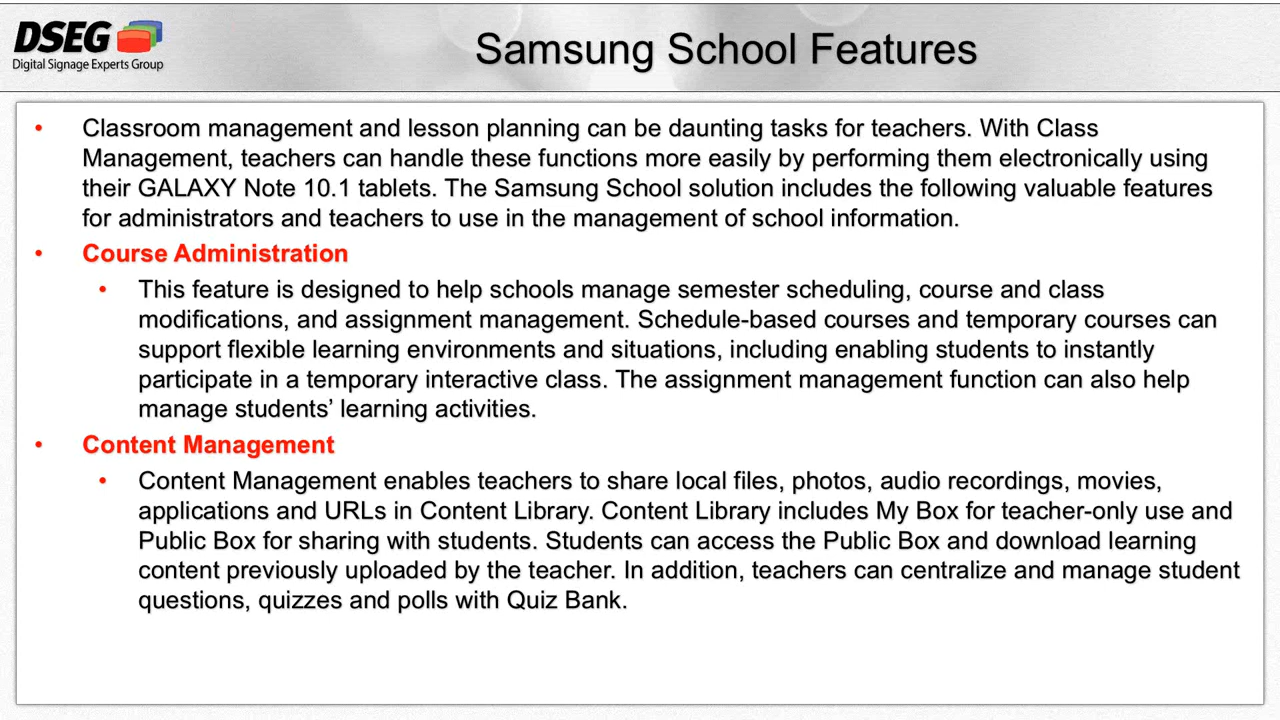 DSEG
Digital Signage Experts Group
Samsung School Features
• Classroom management and lesson planning can be daunting tasks for teachers. With Class
Management, teachers can handle these functions more easily by performing them electronically using
their GALAXY Note 10.1 tablets. The Samsung School solution includes the following valuable features
for administrators and teachers to use in the management of school information.
• Course Administration
• This feature is designed to help schools manage semester scheduling, course and class
modifications, and assignment management. Schedule-based courses and temporary courses can
support flexible learning environments and situations, including enabling students to instantly
participate in a temporary interactive class. The assignment management function can also help
manage students’ learning activities.
• Content Management
• Content Management enables teachers to share local files, photos, audio recordings, movies,
applications and URLs in Content Library. Content Library includes My Box for teacher-only use and
Public Box for sharing with students. Students can access the Public Box and download learning
content previously uploaded by the teacher. In addition, teachers can centralize and manage student
questions, quizzes and polls with Quiz Bank.